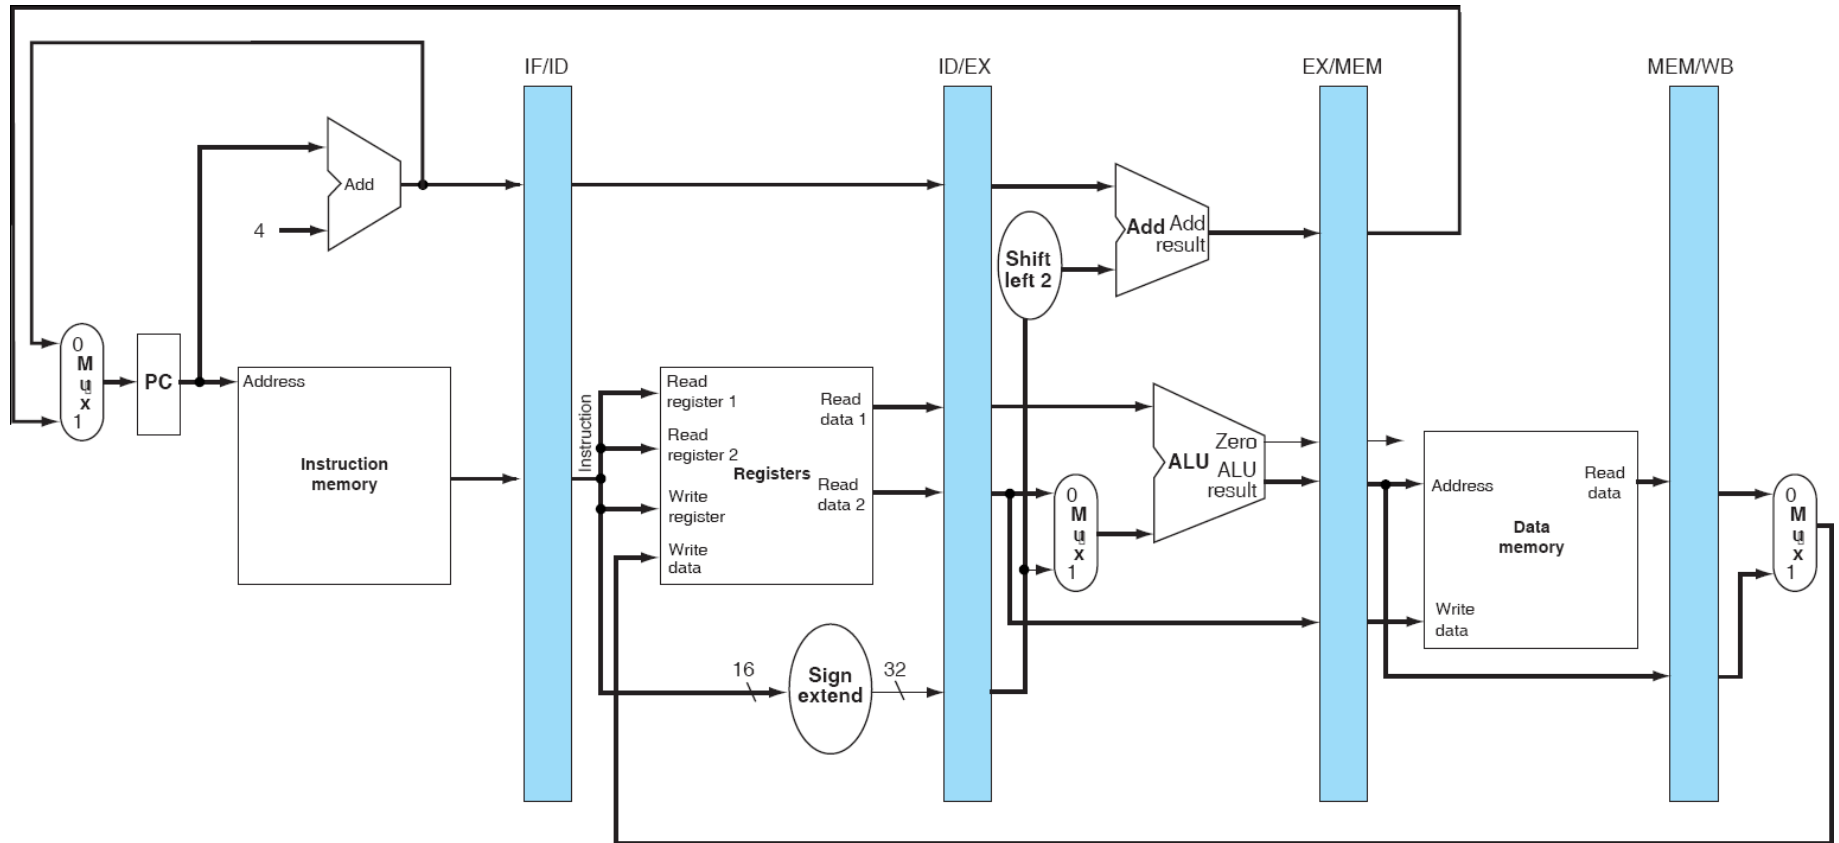 IF/ID
ID/EX
EX/MEM
MEM/WB
Add
4
Add Add
result
Shift
left 2
0
M
u
x
1
PC
Address
Instruction
memory
Instruction
Read
register 1
Read
register 2
Write
register
Write
data
Registers
Read
data 1
Read
data 2
16
Sign
extend
32
0
M
u
x
1
Zero
ALU
ALU
result
Address
Read
data
Data
memory
Write
data
0
M
u
x
1